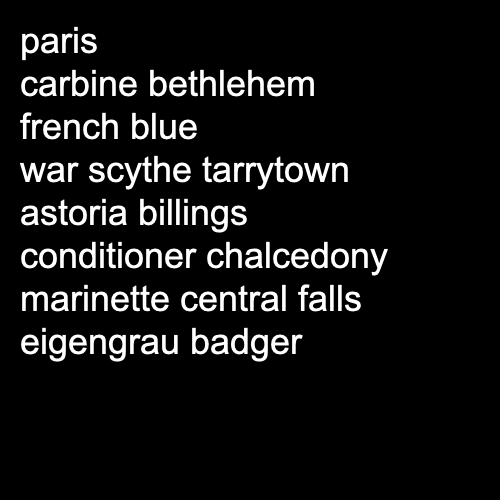 paris
carbine bethlehem
french blue
war scythe tarrytown
astoria billings
conditioner chalcedony
marinette central falls
eigengrau badger